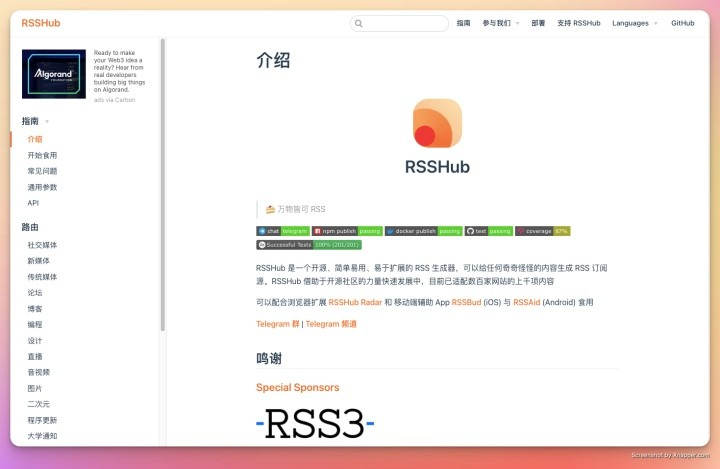 RSSHub
指南
参与我们
部署
支持 RSSHub
Languages
GitHub
Algorand
FOUNDATION
Ready to make
your Web3 idea a
reality? Hear from
real developers
building big things
on Algorand.
ads via Carbon
指南
介绍
开始食用
常见问题
通用参数
API
路由
社交媒体
新媒体
传统媒体
论坛
博客
编程
设计
直播
音视频
图片
二次元
程序更新
大学通知
介绍
RSSHub
🍰 万物皆可 RSS
chat telegram npm publish passing docker publish passing test passing coverage 97%
Successful Tests 100% (201/201)
RSSHub 是一个开源、简单易用、易于扩展的 RSS 生成器，可以给任何奇奇怪怪的内容生成 RSS 订阅
源。RSSHub 借助于开源社区的力量快速发展中，目前已适配数百家网站的上千项内容
可以配合浏览器扩展 RSSHub Radar 和 移动端辅助 App RSSBud (iOS) 与 RSSAid (Android) 食用
Telegram 群 | Telegram 频道
鸣谢
Special Sponsors
-RSS3-
Screenshot by Xnapper.com